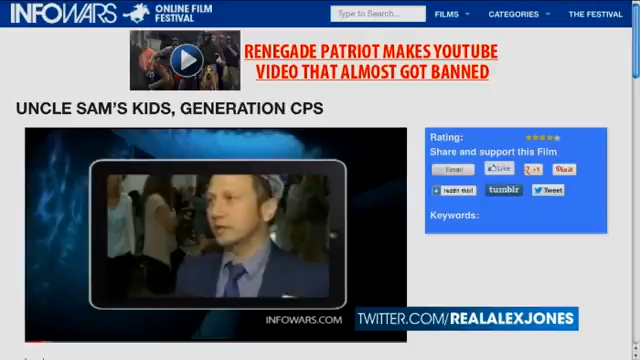 INFOWARS ONLINE FILM FESTIVAL
Type to Search...
FILMS
CATEGORIES
THE FESTIVAL
RENEGADE PATRIOT MAKES YOUTUBE
VIDEO THAT ALMOST GOT BANNED
UNCLE SAM'S KIDS, GENERATION CPS
Rating:
Share and support this Film
Email
Like
+1
Pin it
reddit this!
tumblr
Tweet
Keywords:
INFOWARS.COM
TWITTER.COM/REALALEXJONES